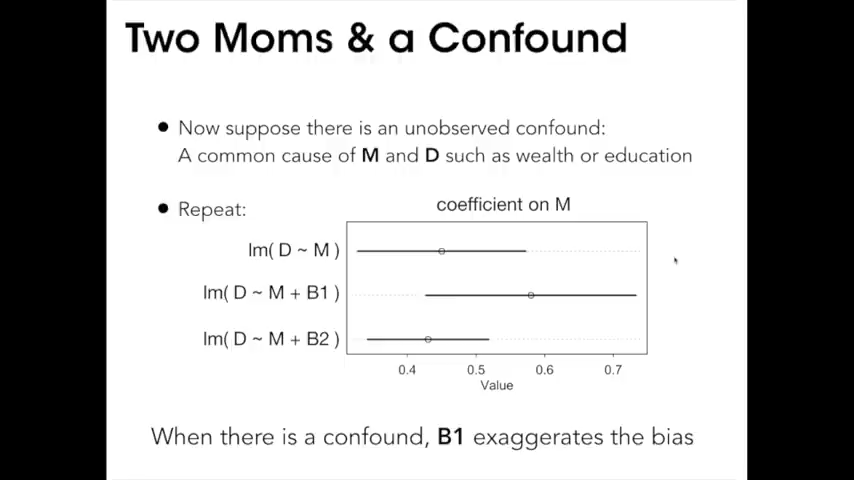 Two Moms & a Confound
• Now suppose there is an unobserved confound:
A common cause of M and D such as wealth or education
• Repeat:
coefficient on M
lm( D ~ M )
lm( D ~ M + B1 )
lm( D ~ M + B2 )
0.4 0.5 0.6 0.7
Value
When there is a confound, B1 exaggerates the bias